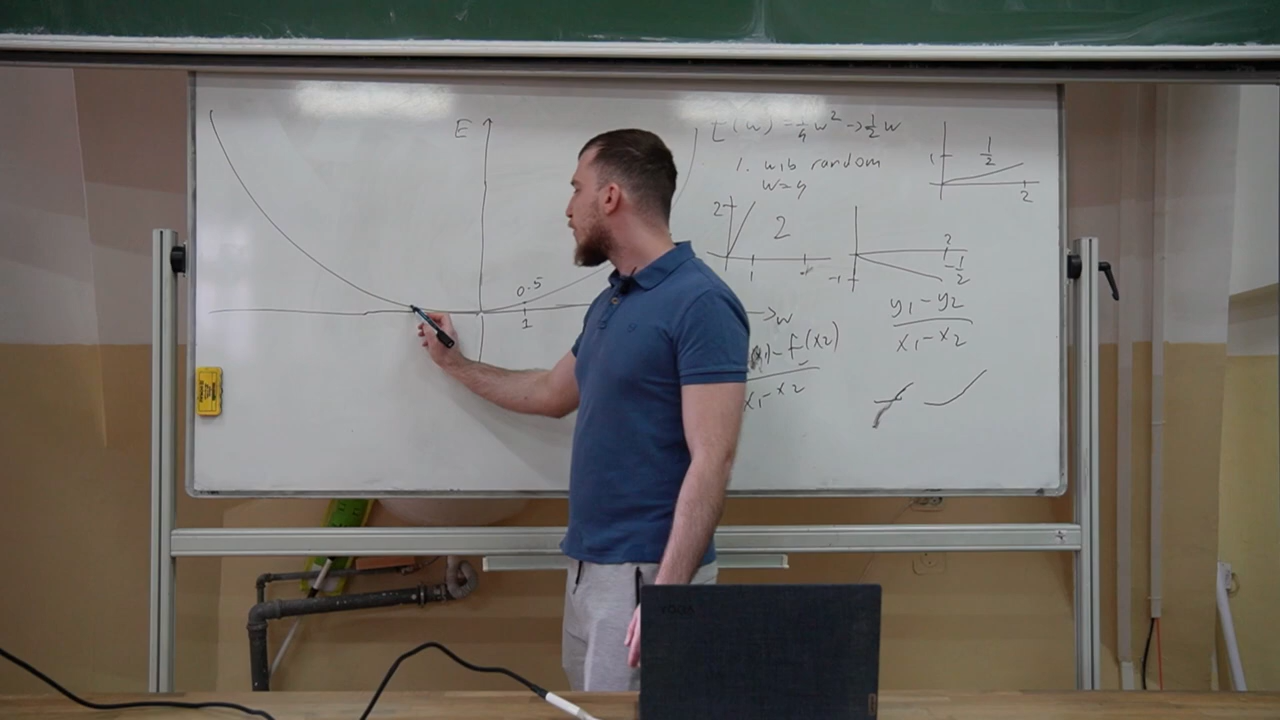 E
0.5
1
E(w) = 1/4 w² → 1/2 w
1. w,b random
w=4
1
1/2
2
2
2
1
2
-1/2
-1
→w
y1-y2
x1-x2
- f(x2)
x1-x2
YOGA